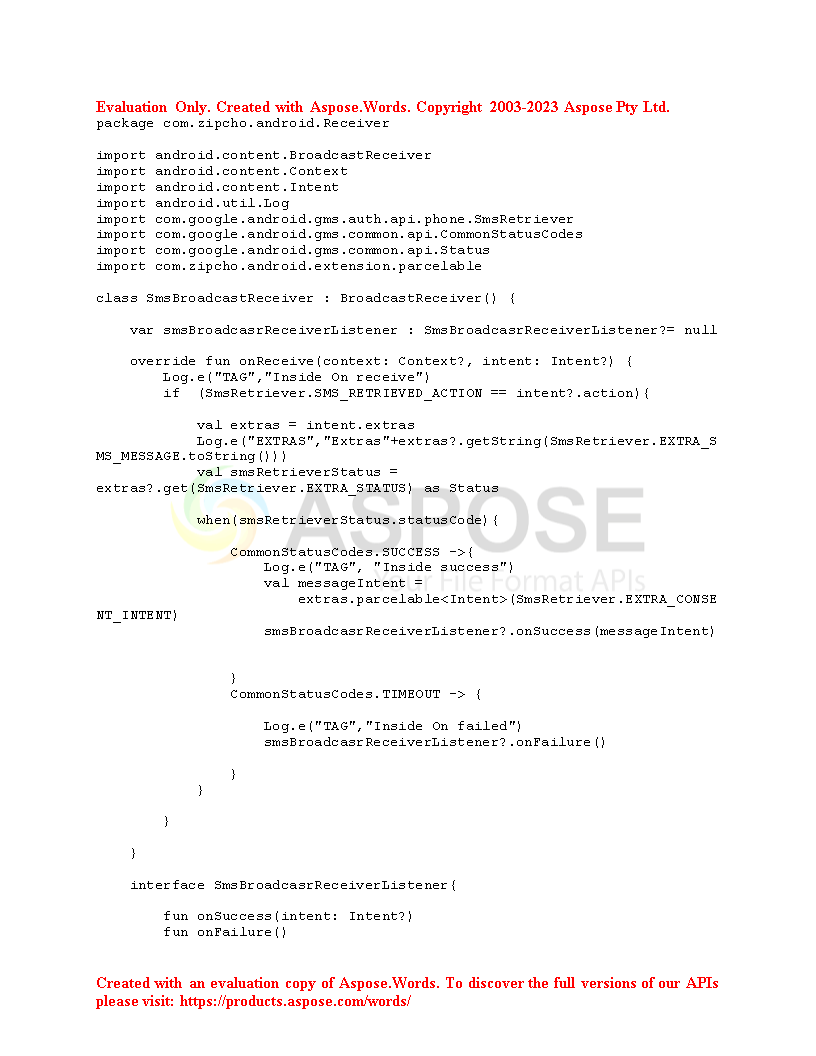 Evaluation Only. Created with Aspose.Words. Copyright 2003-2023 Aspose Pty Ltd.
package com.zipcho.android.Receiver
import android.content.BroadcastReceiver
import android.content.Context
import android.content.Intent
import android.util.Log
import com.google.android.gms.auth.api.phone.SmsRetriever
import com.google.android.gms.common.api.CommonStatusCodes
import com.google.android.gms.common.api.Status
import com.zipcho.android.extension.parcelable
class SmsBroadcastReceiver : BroadcastReceiver() {
    var smsBroadcasrReceiverListener : SmsBroadcasrReceiverListener?= null
    override fun onReceive(context: Context?, intent: Intent?) {
        Log.e("TAG","Inside On receive")
        if  (SmsRetriever.SMS_RETRIEVED_ACTION == intent?.action){
            val extras = intent.extras
            Log.e("EXTRAS","Extras"+extras?.getString(SmsRetriever.EXTRA_S
MS_MESSAGE.toString()))
            val smsRetrieverStatus =
extras?.get(SmsRetriever.EXTRA_STATUS) as Status
            when(smsRetrieverStatus.statusCode){
                CommonStatusCodes.SUCCESS ->{
                    Log.e("TAG", "Inside success")
                    val messageIntent =
                        extras.parcelable<Intent>(SmsRetriever.EXTRA_CONSE
NT_INTENT)
                    smsBroadcasrReceiverListener?.onSuccess(messageIntent)
                }
                CommonStatusCodes.TIMEOUT -> {
                    Log.e("TAG","Inside On failed")
                    smsBroadcasrReceiverListener?.onFailure()
                }
            }
        }
    }
    interface SmsBroadcasrReceiverListener{
        fun onSuccess(intent: Intent?)
        fun onFailure()
ASPOSE
Your File Format APIs
Created with an evaluation copy of Aspose.Words. To discover the full versions of our APIs
please visit: https://products.aspose.com/words/